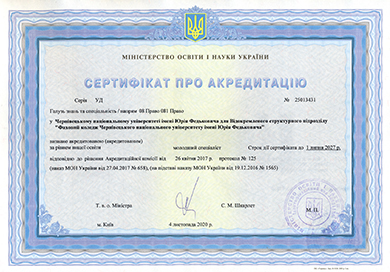 МІНІСТЕРСТВО ОСВІТИ І НАУКИ УКРАЇНИ
СЕРТИФІКАТ ПРО АКРЕДИТАЦІЮ
Серія УД № 25013431
Галузь знань та спеціальність / напрям 08 Право 081 Право
у Чернівецькому національному університеті імені Юрія Федьковича для Відокремленого структурного підрозділу
"Фаховий коледж Чернівецького національного університету імені Юрія Федьковича"
визнано акредитованою (акредитованим)
за рівнем вищої освіти молодший спеціаліст Строк дії сертифіката до 1 липня 2027 р.
відповідно до рішення Акредитаційної комісії від 26 квітня 2017 р. протокол № 125
(наказ МОН України від 27.04.2017 № 658), (на підставі наказу МОН України від 19.12.2016 № 1565)
Т. в. о. Міністра С. М. Шкарлет М.П.
м. Київ 4 листопада 2020 р.